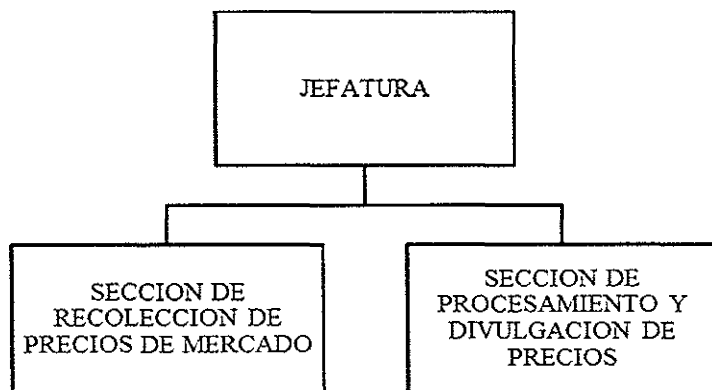 JEFATURA
SECCION DE
RECOLECCION DE
PRECIOS DE MERCADO
SECCION DE
PROCESAMIENTO Y
DIVULGACION DE
PRECIOS